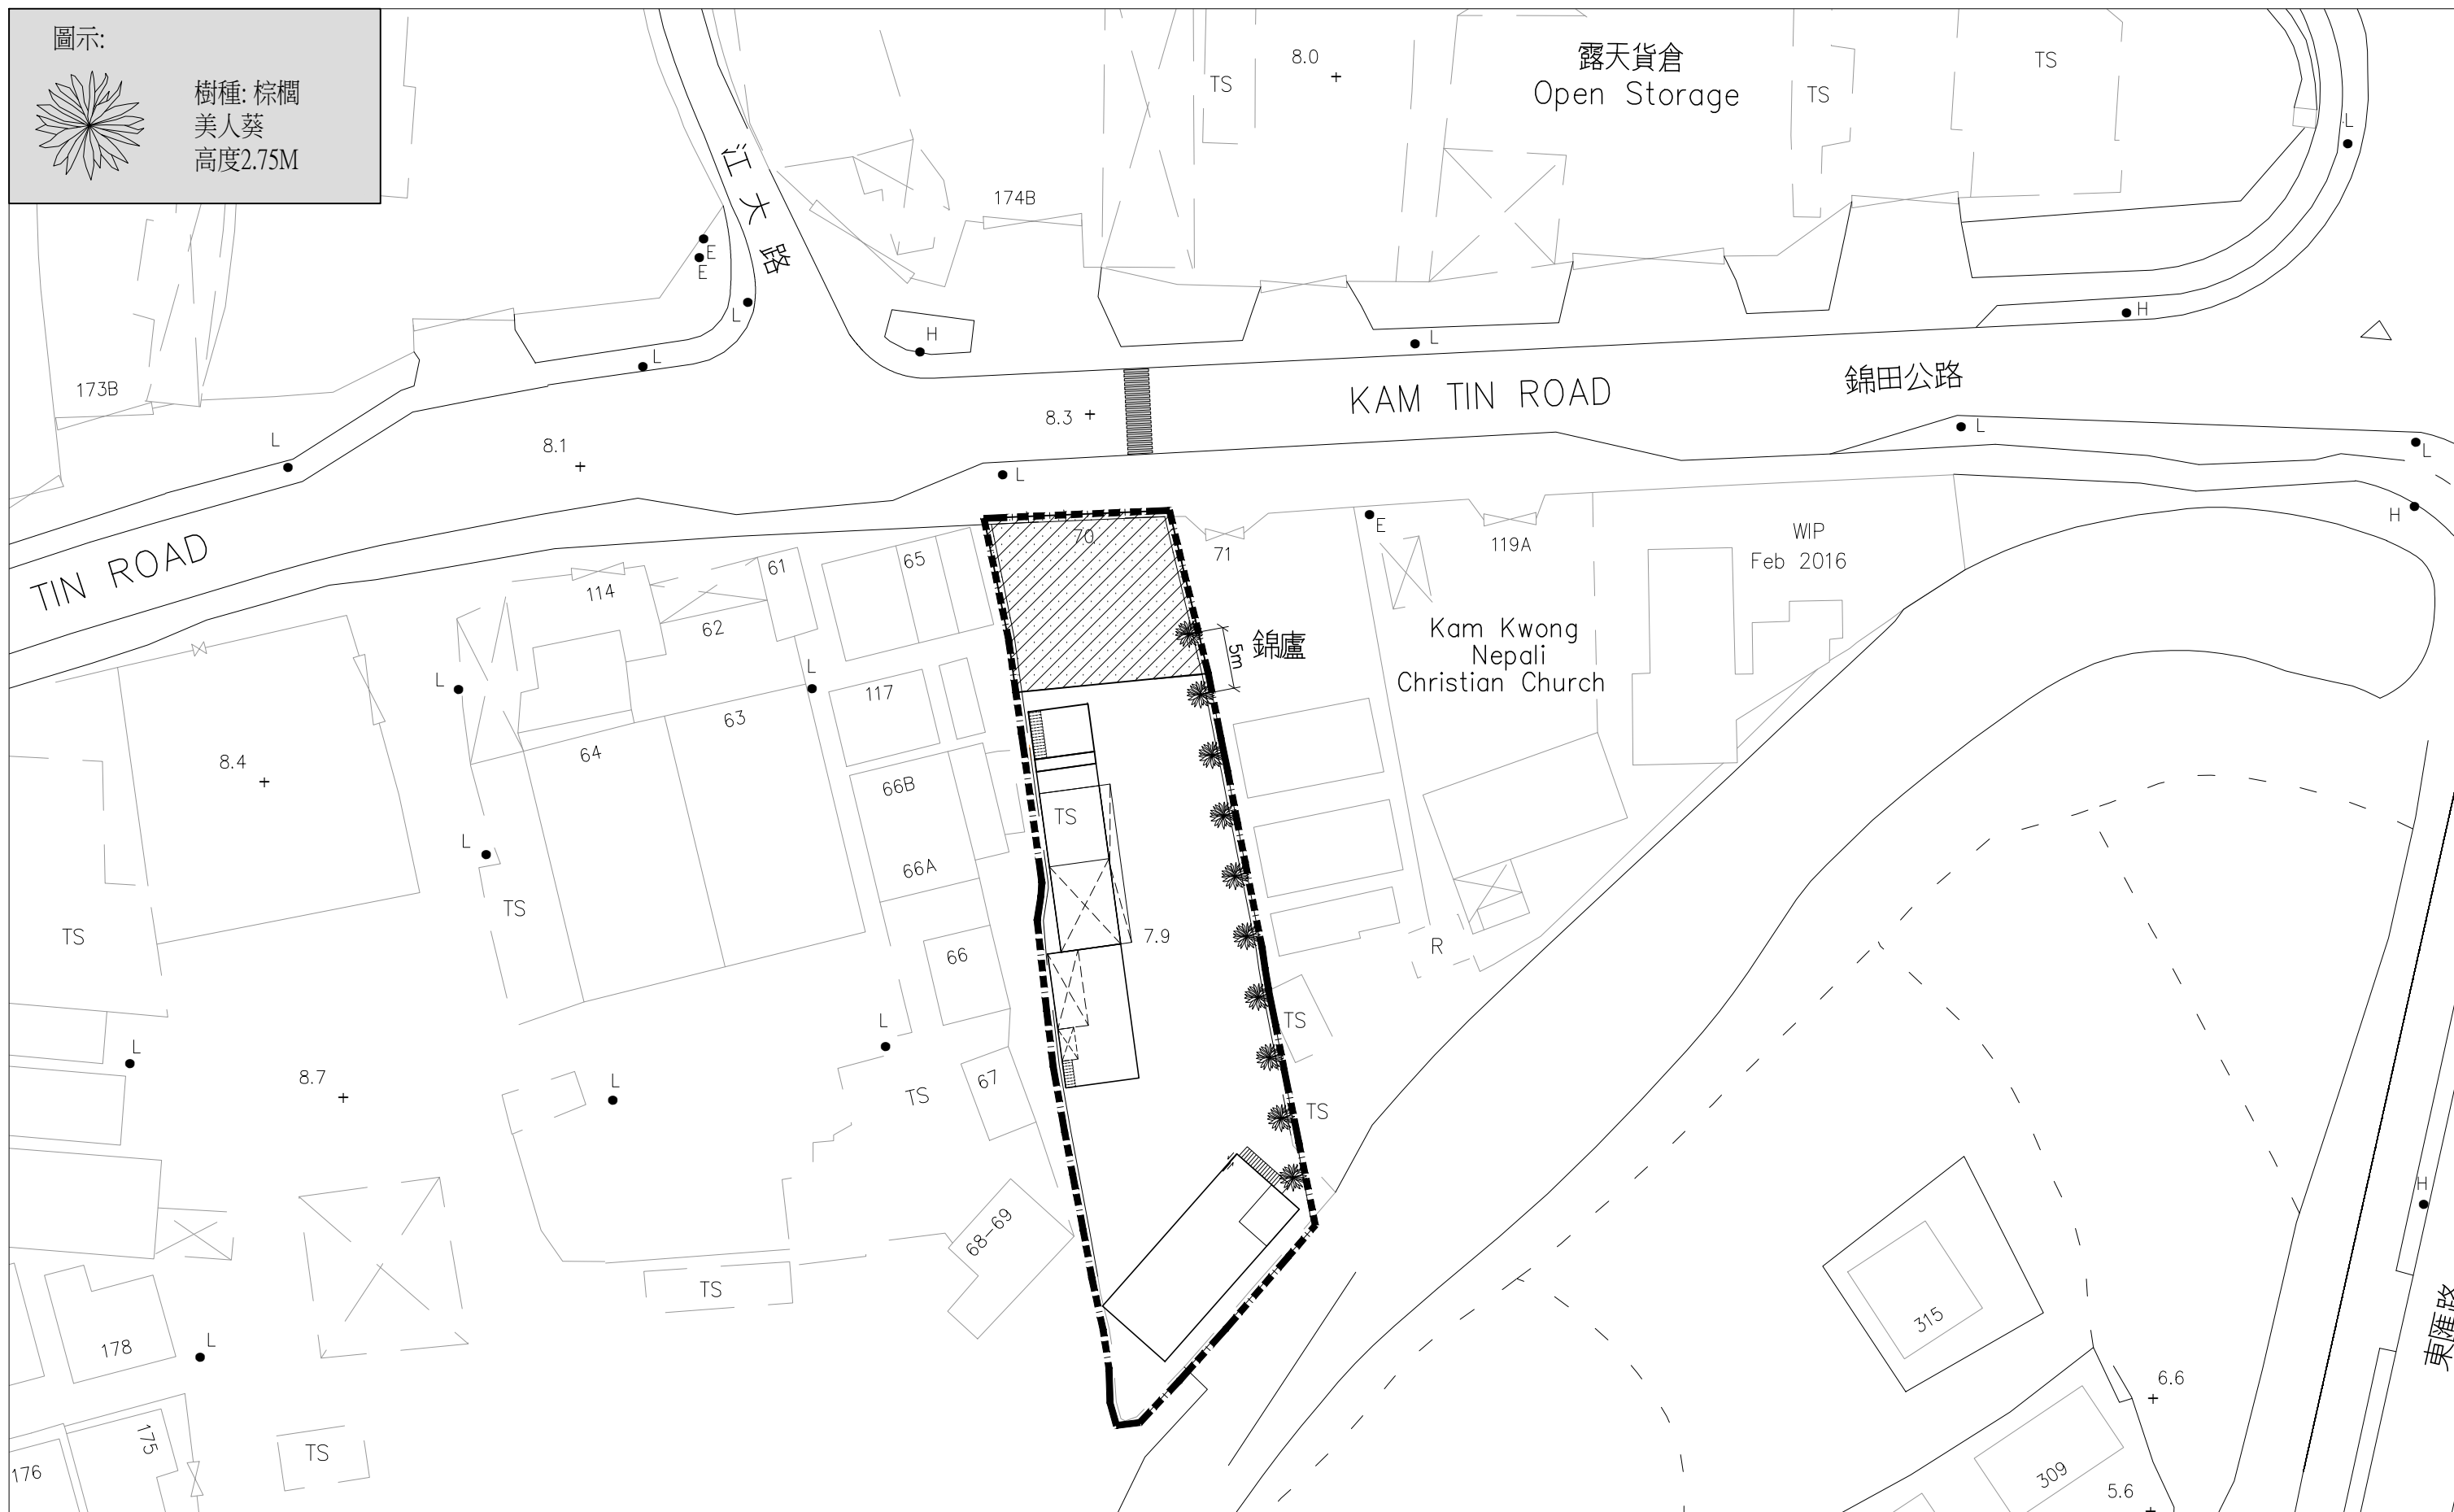 圖示:
樹種: 棕櫚
美人葵
高度2.75M
江大路
173B
174B
TS
8.0
露天貨倉
Open Storage
TS
TS
L
E
E
L
L
H
L
H
L
8.1
8.3
KAM TIN ROAD
錦田公路
L
L
L
H
TIN ROAD
70
71
E
119A
WIP
Feb 2016
114
61
65
62
5m
錦廬
Kam Kwong
Nepali
Christian Church
L
L
117
63
64
8.4
66B
TS
L
66A
TS
TS
66
7.9
R
TS
L
L
8.7
L
67
TS
TS
H
68-69
TS
315
東匯路
178
L
6.6
175
TS
176
309
5.6